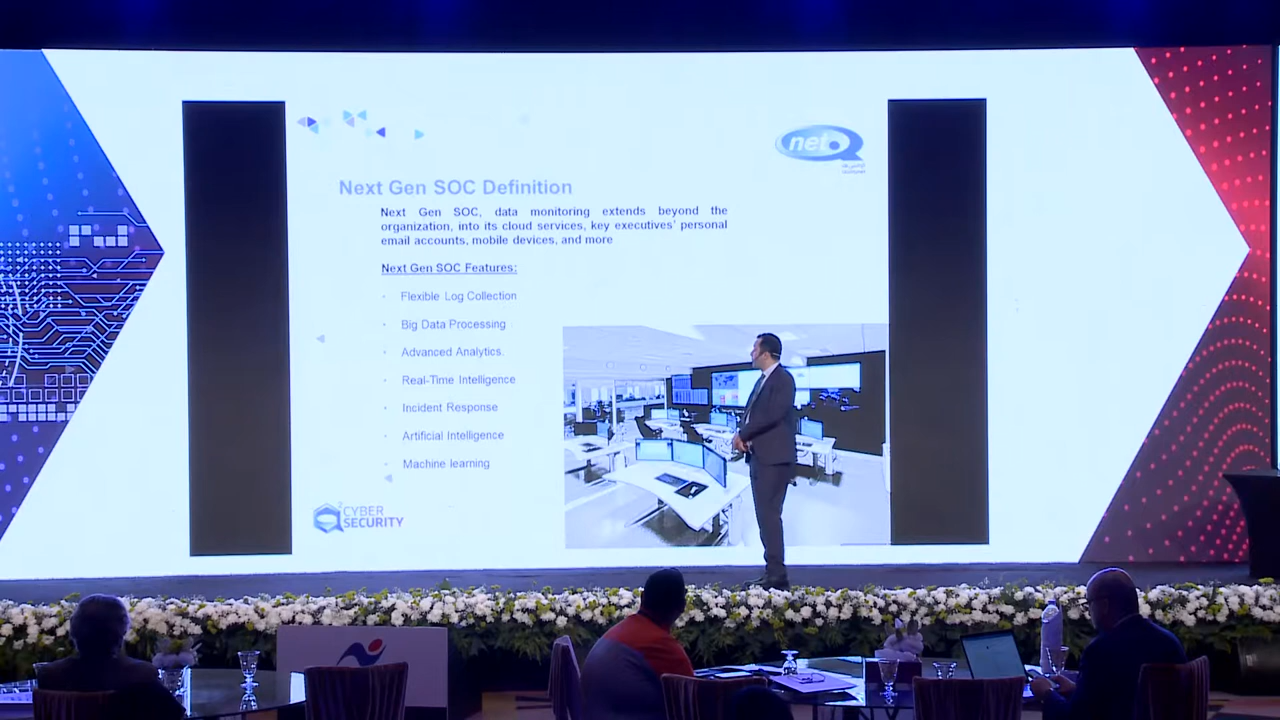 netQ
Next Gen SOC Definition
Next Gen SOC, data monitoring extends beyond the
organization, into its cloud services, key executives' personal
email accounts, mobile devices, and more
Next Gen SOC Features:
· Flexible Log Collection
· Big Data Processing
· Advanced Analytics.
· Real-Time Intelligence
· Incident Response
· Artificial Intelligence
· Machine learning
CYBER
SECURITY